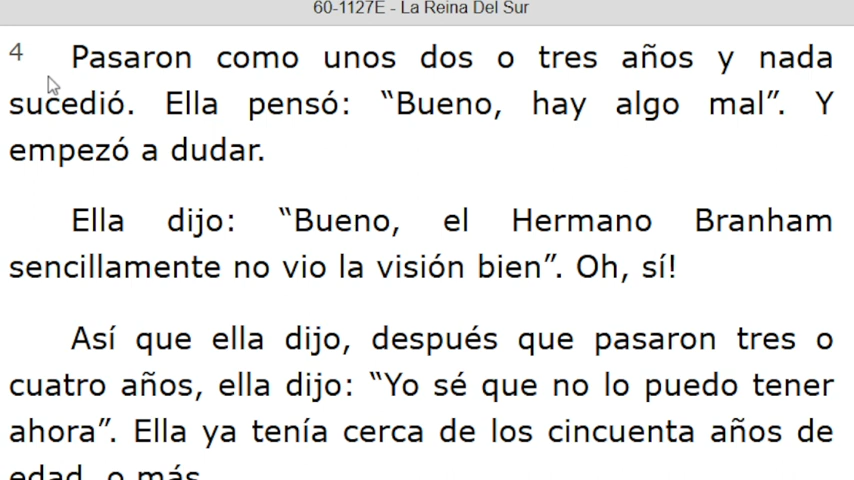 60-1127E - La Reina Del Sur
4 Pasaron como unos dos o tres años y nada
sucedió. Ella pensó: “Bueno, hay algo mal”. Y
empezó a dudar.
Ella dijo: “Bueno, el Hermano Branham
sencillamente no vio la visión bien”. Oh, sí!
Así que ella dijo, después que pasaron tres o
cuatro años, ella dijo: “Yo sé que no lo puedo tener
ahora”. Ella ya tenía cerca de los cincuenta años de
edad, o más